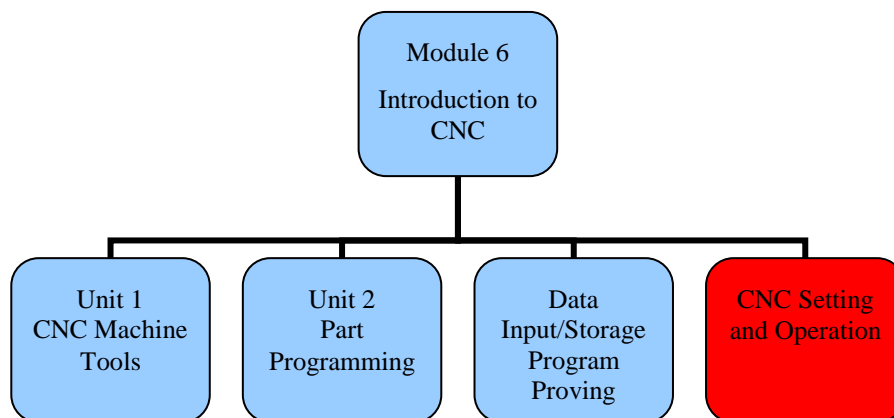 Module 6
Introduction to
CNC
Unit 1
CNC Machine
Tools
Unit 2
Part
Programming
Data
Input/Storage
Program
Proving
CNC Setting
and Operation